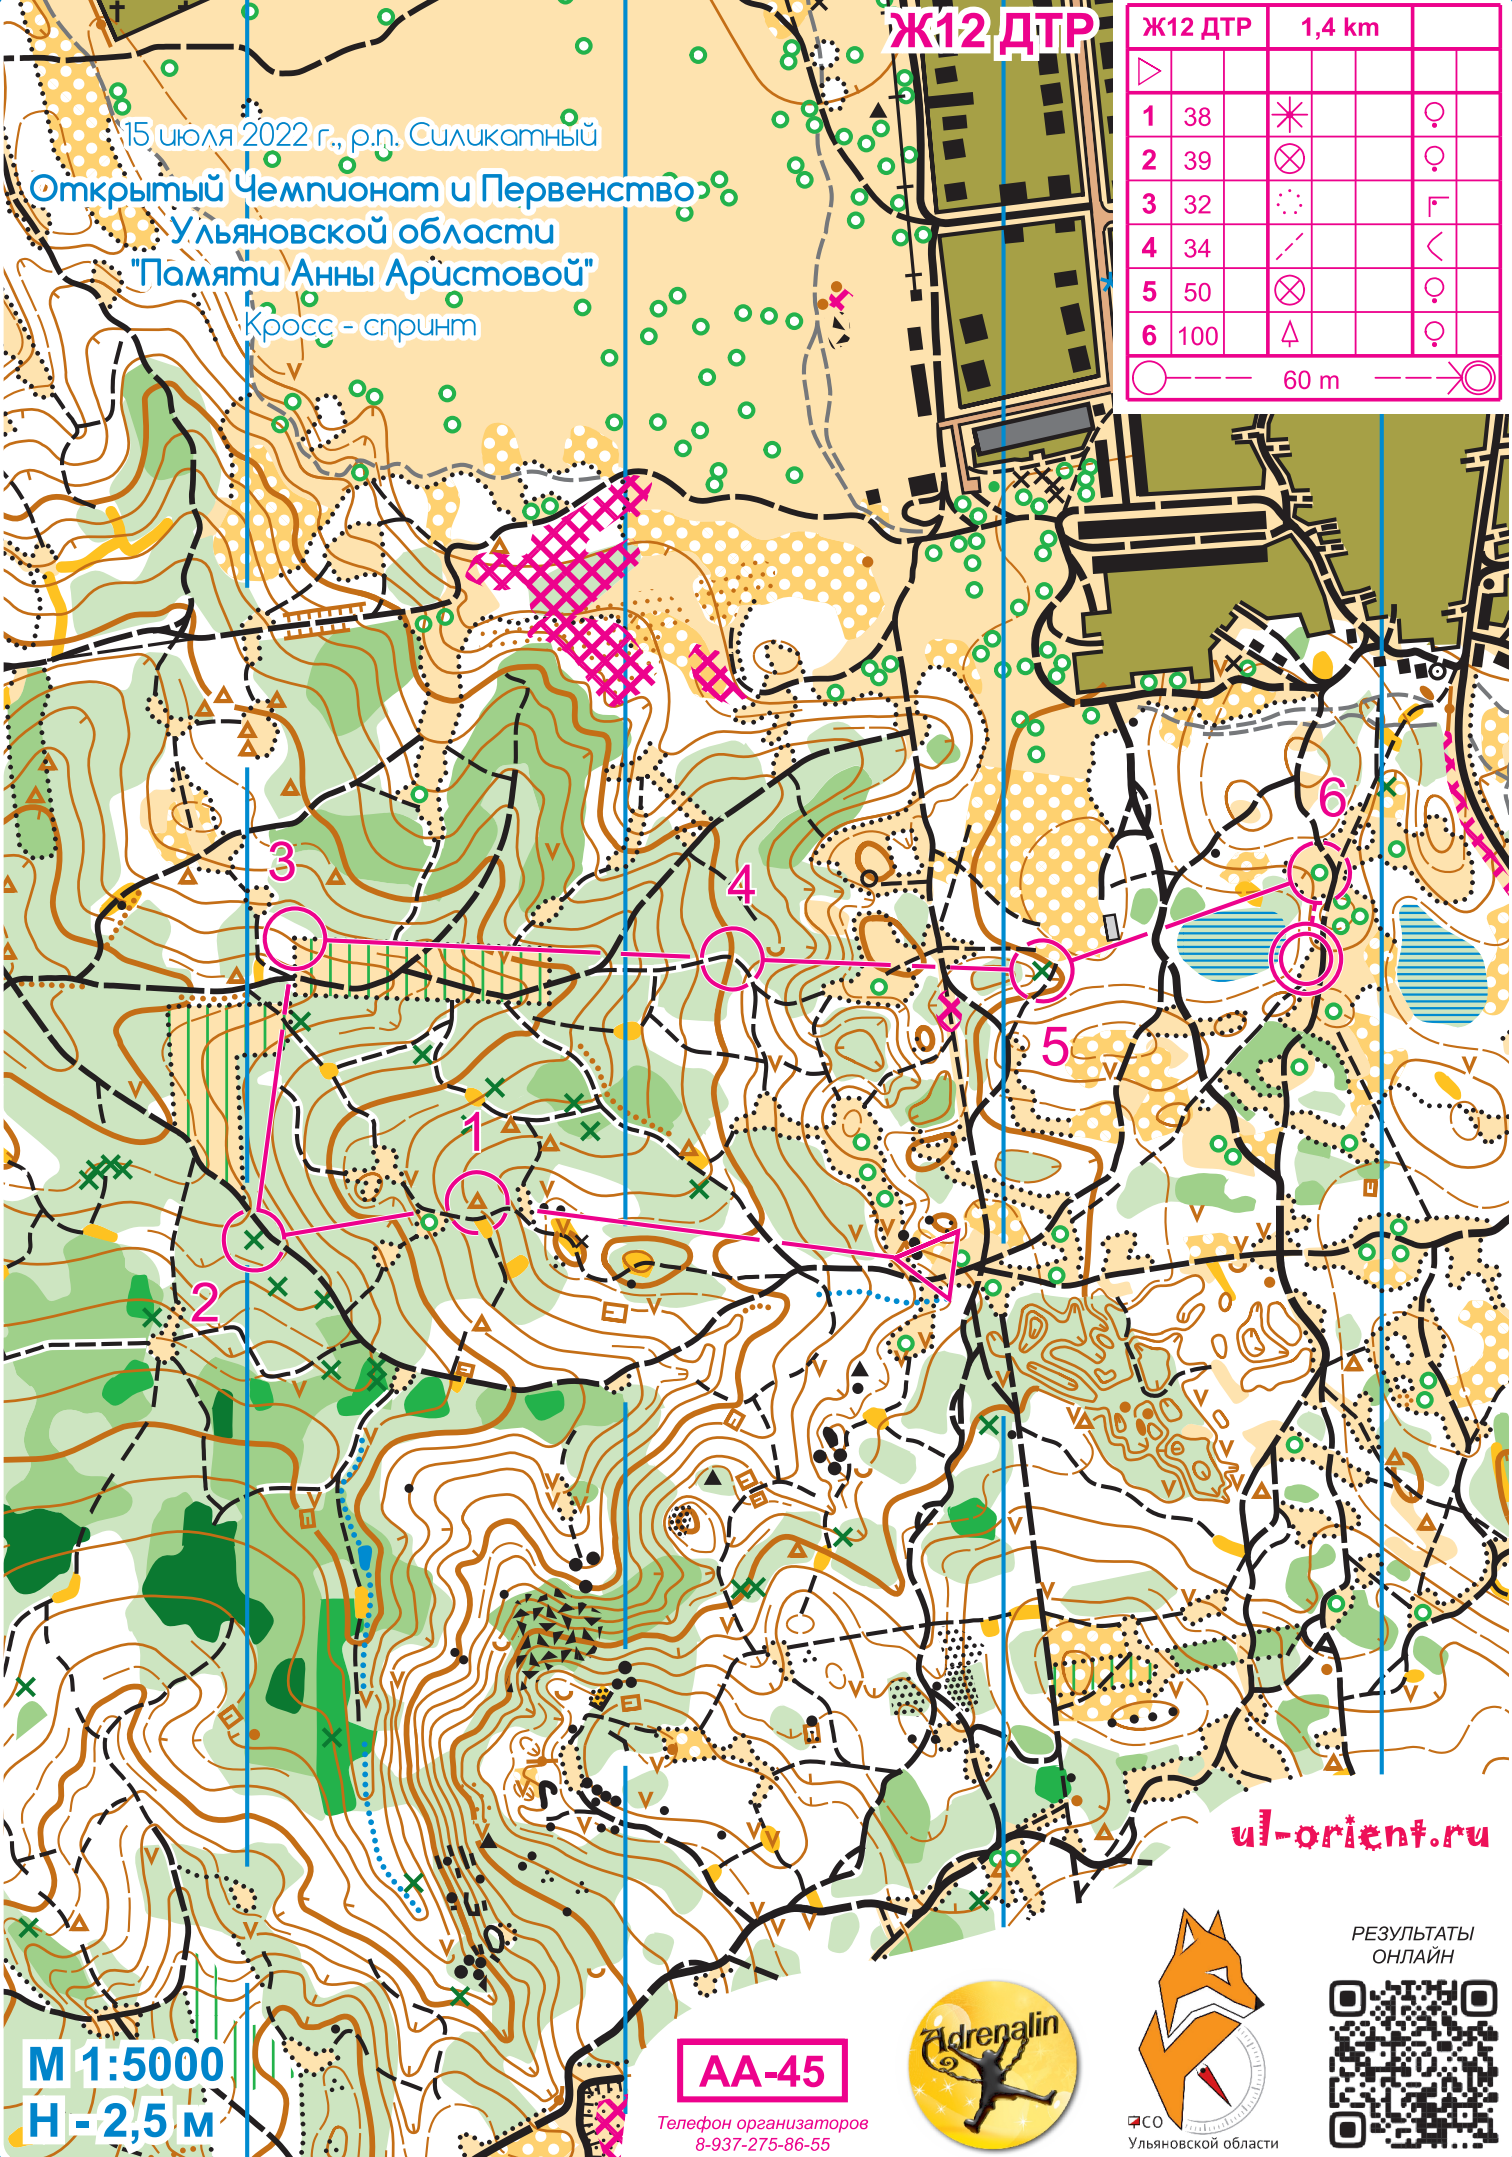 Ж12 ДТР
Ж12 ДТР 1,4 km
1 38
2 39
3 32
4 34
5 50
6 100
60 m
15 июля 2022 г., р.п. Силикатный
Открытый Чемпионат и Первенство
Ульяновской области
"Памяти Анны Аристовой"
Кросс - спринт
6
3
4
5
1
2
ul-orient.ru
РЕЗУЛЬТАТЫ
ОНЛАЙН
М 1:5000
Н - 2,5 м
АА-45
Телефон организаторов
8-937-275-86-55
Adrenalin
РСО
Ульяновской области